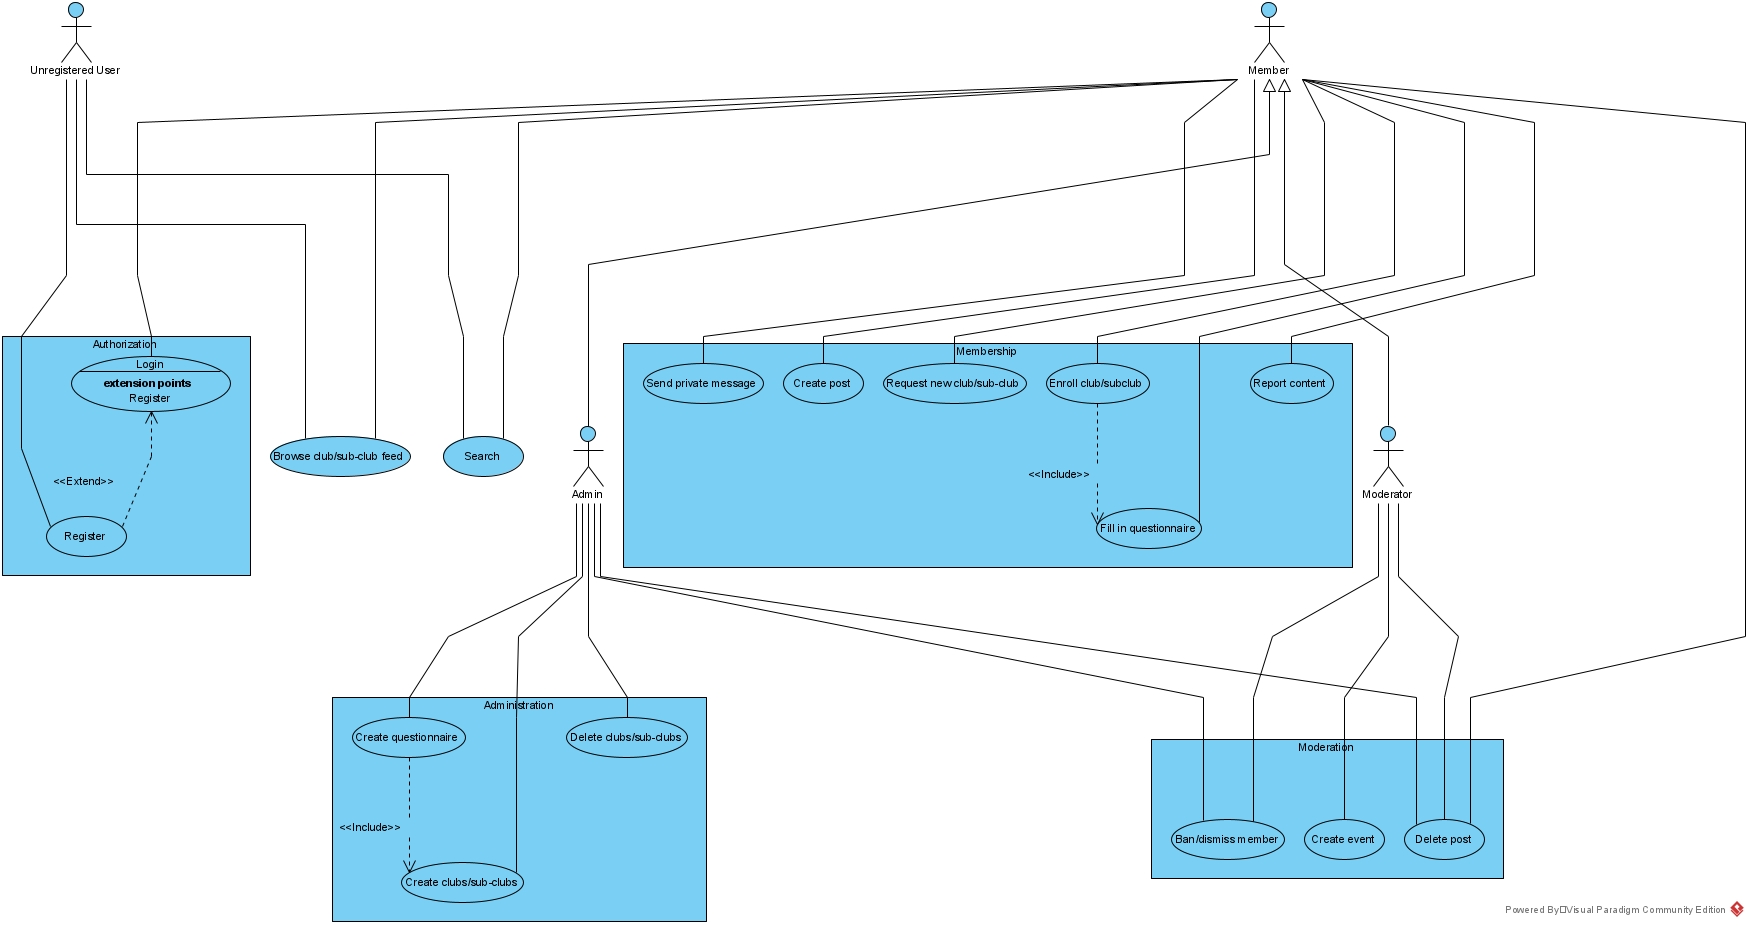 Unregistered User
Member
Authorization
Login
extension points
Register
<<Extend>>
Register
Browse club/sub-club feed
Search
Membership
Send private message
Create post
Request new club/sub-club
Enroll club/subclub
Report content
<<Include>>
Fill in questionnaire
Admin
Moderator
Administration
Create questionnaire
Delete clubs/sub-clubs
<<Include>>
Create clubs/sub-clubs
Moderation
Ban/dismiss member
Create event
Delete post
Powered By□Visual Paradigm Community Edition